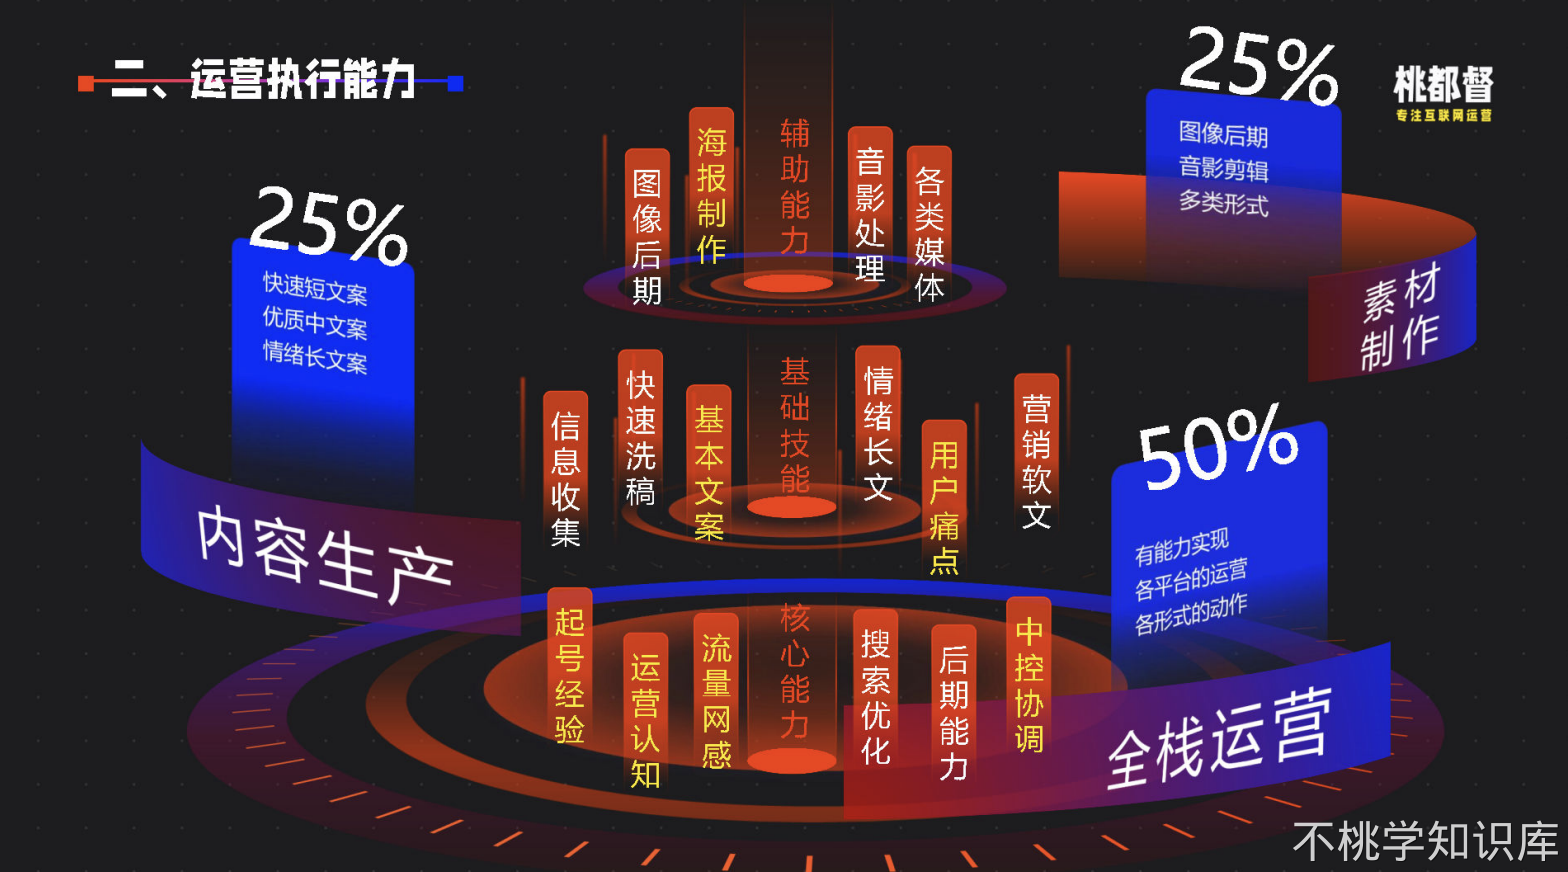 二、运营执行能力
桃都督
专注互联网运营
25%
图像后期
音影剪辑
多类形式
素材
制作
辅助能力
图像后期
海报制作
音影处理
各类媒体
25%
快速短文案
优质中文案
情绪长文案
内容生产
基础技能
信息收集
快速洗稿
基本文案
情绪长文
用户痛点
营销软文
50%
有能力实现
各平台的运营
各形式的动作
全栈运营
核心能力
起号经验
运营认知
流量网感
搜索优化
后期能力
中控协调
不桃学知识库